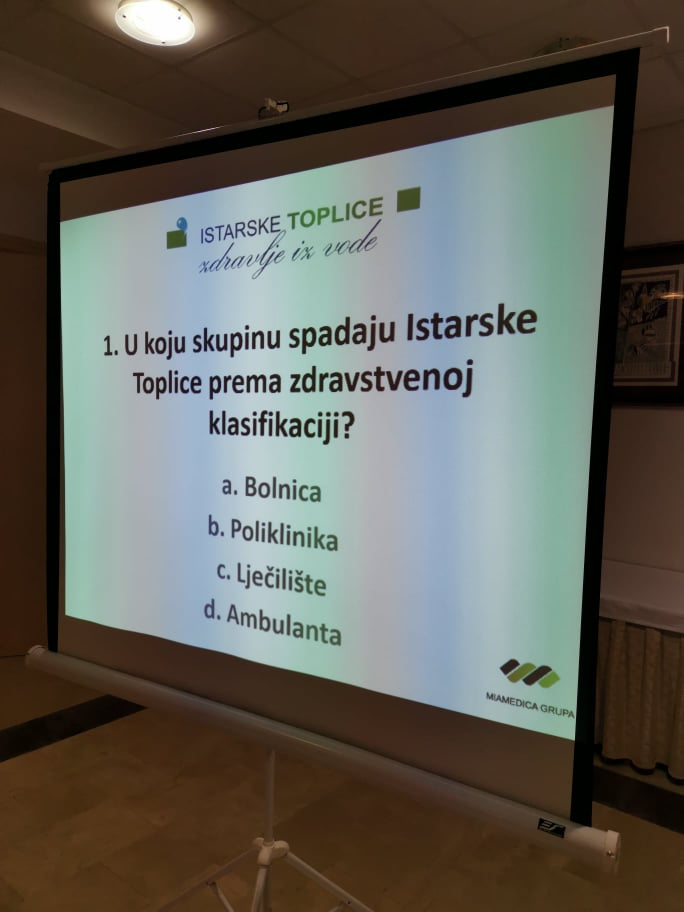 ISTARSKE TOPLICE
zdravlje iz vode
1. U koju skupinu spadaju Istarske
Toplice prema zdravstvenoj
klasifikaciji?
a. Bolnica
b. Poliklinika
c. Lječilište
d. Ambulanta
MIAMEDICA GRUPA